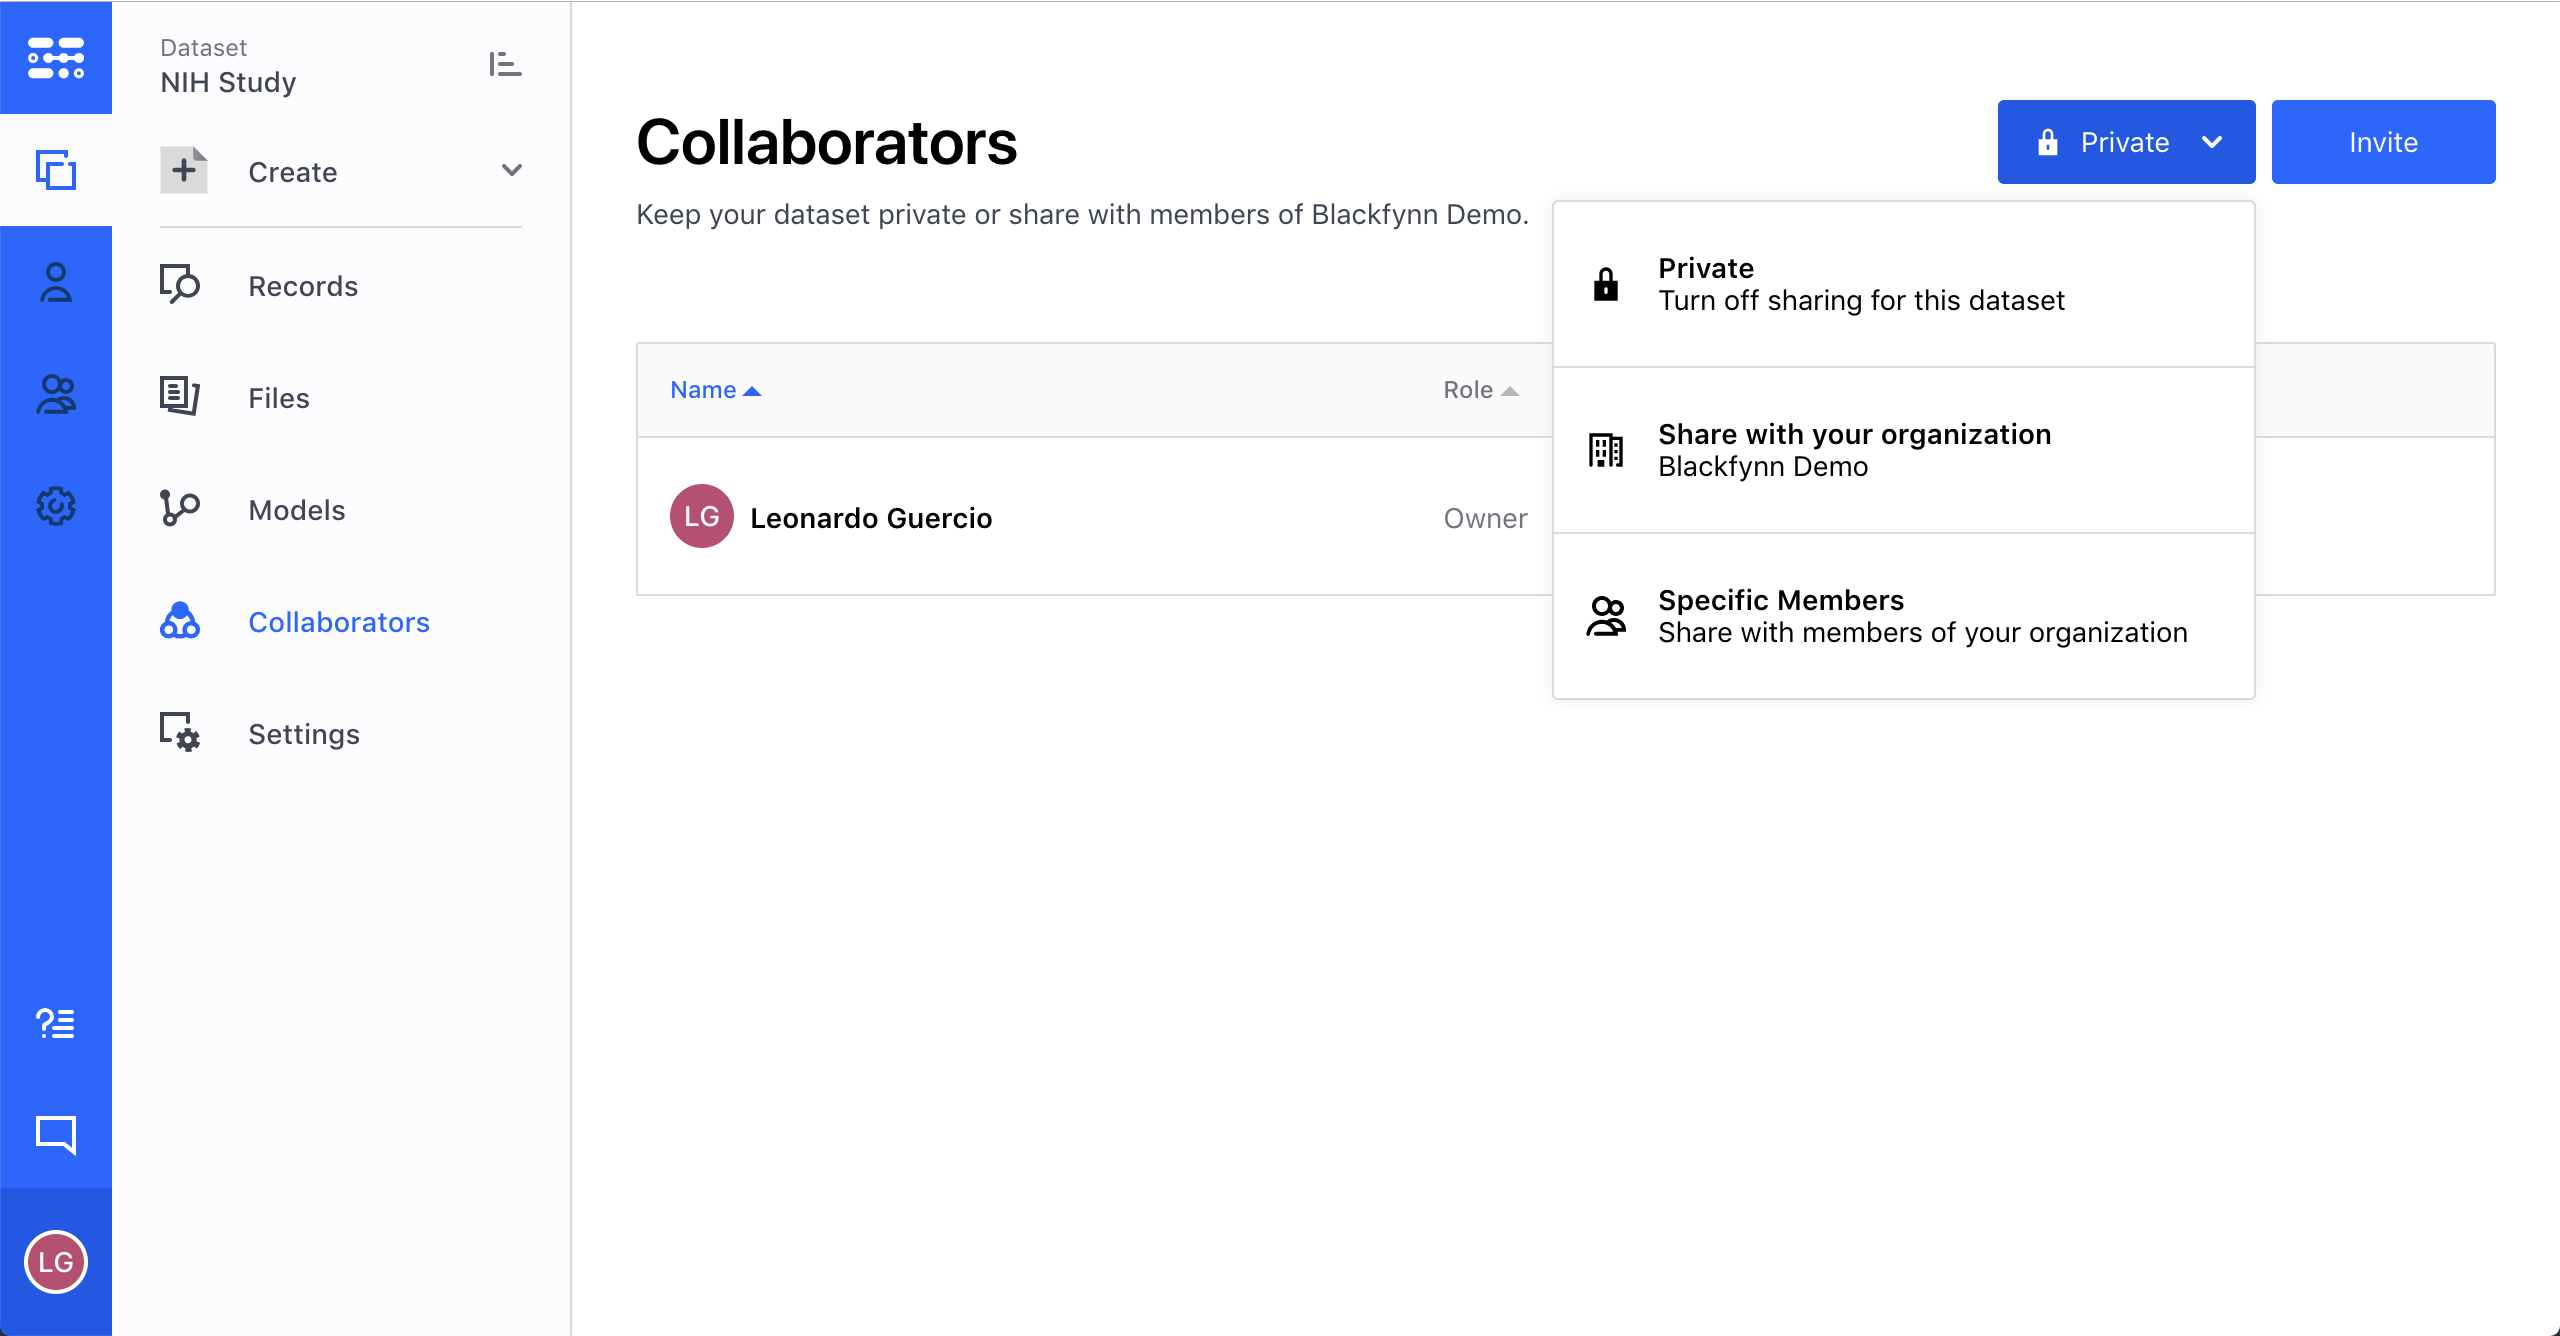 Dataset
NIH Study
Create
Records
Files
Models
Collaborators
Settings
LG
Collaborators
Keep your dataset private or share with members of Blackfynn Demo.
Private
Invite
Name
Role
LG
Leonardo Guercio
Owner
Private
Turn off sharing for this dataset
Share with your organization
Blackfynn Demo
Specific Members
Share with members of your organization